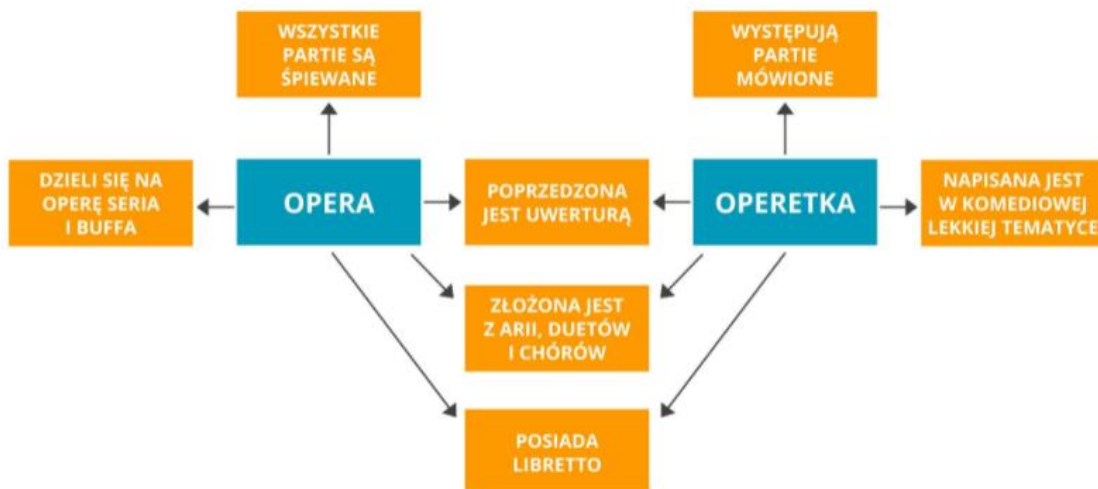 WSZYSTKIE
PARTIE SĄ
ŚPIEWANE
WYSTĘPUJĄ
PARTIE
MÓWIONE
DZIELI SIĘ NA
OPERĘ SERIA
I BUFFA
OPERA
POPRZEDZONA
JEST UWERTURĄ
OPERETKA
NAPISANA JEST
W KOMEDIOWEJ
LEKKIEJ TEMATYCE
ZŁOŻONA JEST
Z ARII, DUETÓW
I CHÓRÓW
POSIADA
LIBRETTO